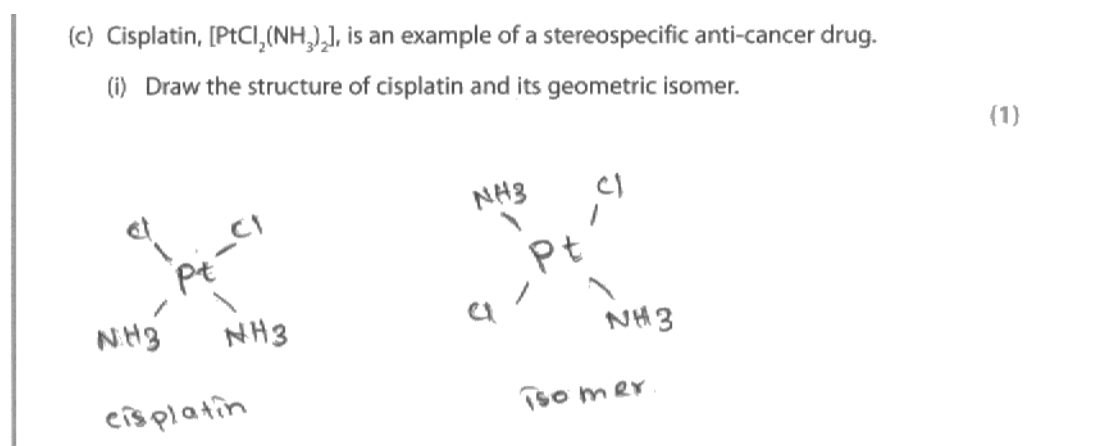 (c) Cisplatin, [PtCl₂(NH₃)₂], is an example of a stereospecific anti-cancer drug.
(i) Draw the structure of cisplatin and its geometric isomer.
(1)
Cl Cl
Pt
NH3 NH3
cisplatin
NH3 Cl
Pt
Cl NH3
isomer